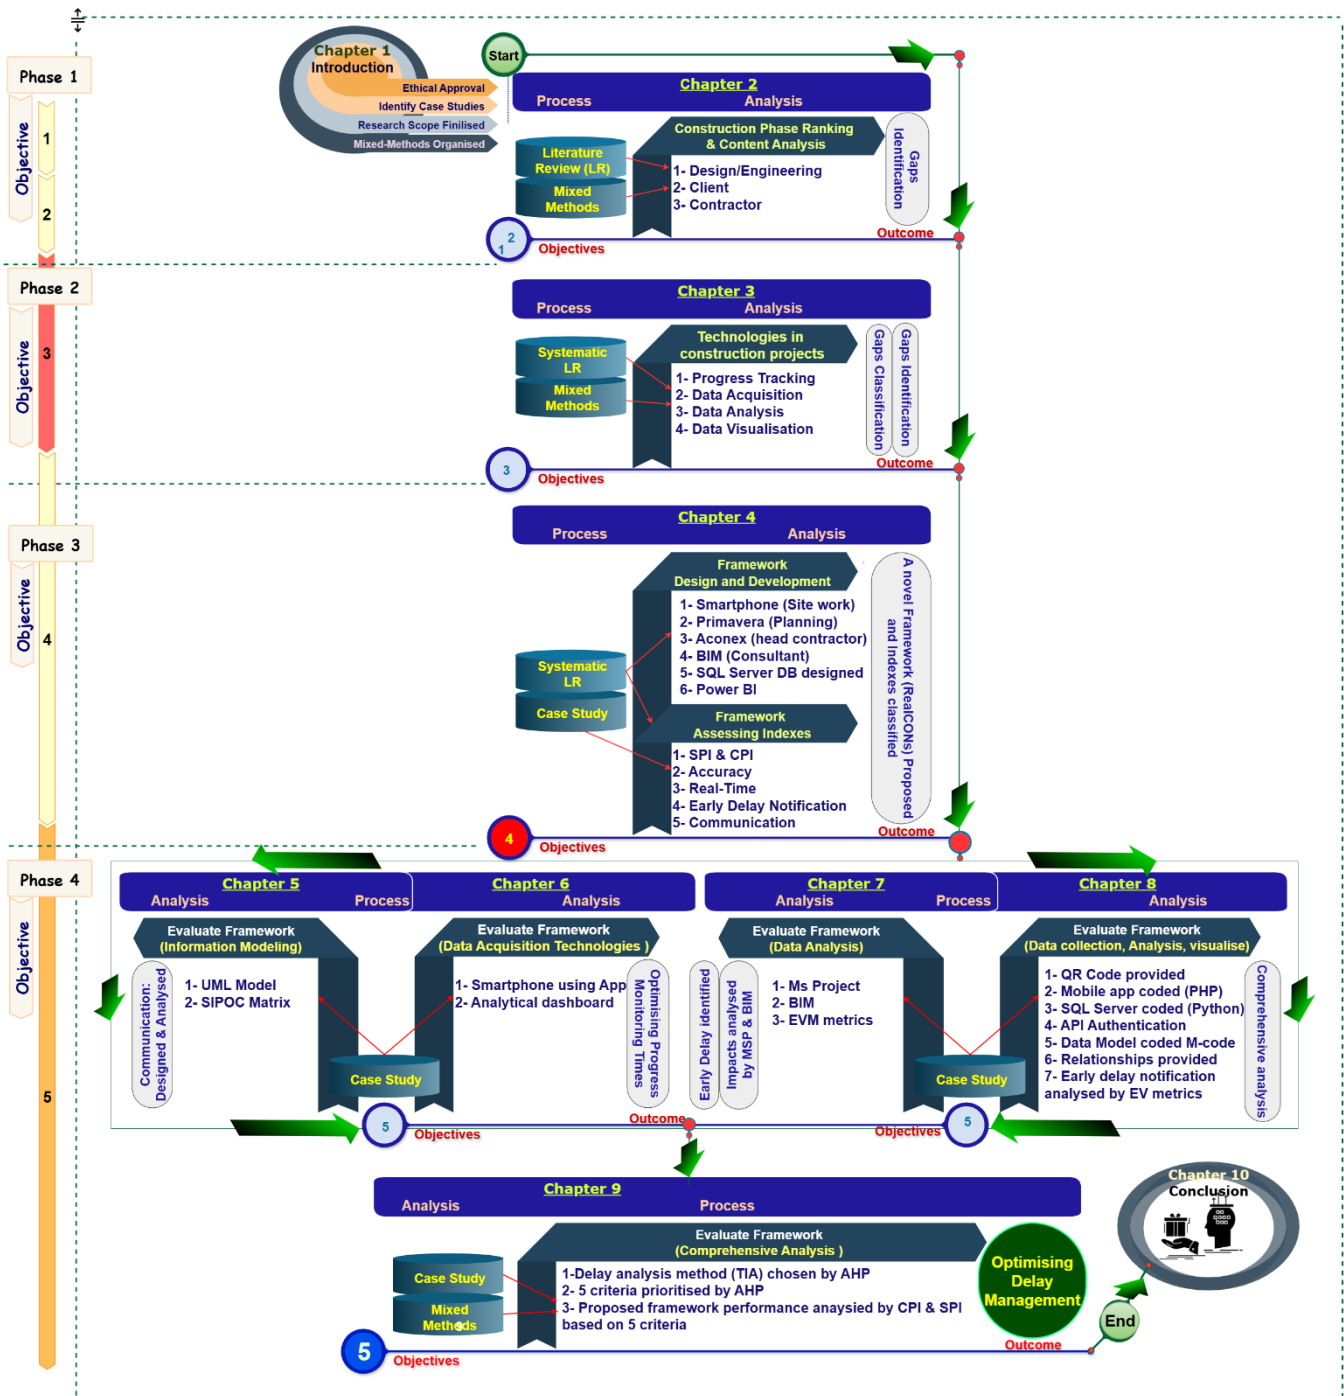 Chapter 1
Introduction
Ethical Approval
Identify Case Studies
Research Scope Finilised
Mixed-Methods Organised
Start
Phase 1
Objective
1
2
Chapter 2
Process
Analysis
Literature
Review (LR)
Mixed
Methods
Construction Phase Ranking
& Content Analysis
1- Design/Engineering
2- Client
3- Contractor
Gaps
Identification
Outcome
2
1
Objectives
Phase 2
Objective
3
Chapter 3
Process
Analysis
Systematic
LR
Mixed
Methods
Technologies in
construction projects
1- Progress Tracking
2- Data Acquisition
3- Data Analysis
4- Data Visualisation
Gaps Classification
Gaps Identification
Outcome
3
Objectives
Phase 3
Objective
4
Chapter 4
Process
Analysis
Framework
Design and Development
1- Smartphone (Site work)
2- Primavera (Planning)
3- Aconex (head contractor)
4- BIM (Consultant)
5- SQL Server DB designed
6- Power BI
Systematic
LR
Case Study
Framework
Assessing Indexes
1- SPI & CPI
2- Accuracy
3- Real-Time
4- Early Delay Notification
5- Communication
A novel Framework (RealCONs) Proposed
and Indexes classified
Outcome
4
Objectives
Phase 4
Objective
5
Chapter 5
Analysis
Process
Evaluate Framework
(Information Modeling)
Communication:
Designed & Analysed
1- UML Model
2- SIPOC Matrix
Case Study
Chapter 6
Analysis
Evaluate Framework
(Data Acquisition Technologies )
1- Smartphone using App
2- Analytical dashboard
Optimising Progress
Monitoring Times
Chapter 7
Analysis
Process
Evaluate Framework
(Data Analysis)
Early Delay identified
Impacts analysed
by MSP & BIM
1- Ms Project
2- BIM
3- EVM metrics
Case Study
Chapter 8
Analysis
Evaluate Framework
(Data collection, Analysis, visualise)
1- QR Code provided
2- Mobile app coded (PHP)
3- SQL Server coded (Python)
4- API Authentication
5- Data Model coded M-code
6- Relationships provided
7- Early delay notification
analysed by EV metrics
Comprehensive analysis
5
Objectives
Outcome
Objectives
5
Chapter 9
Analysis
Process
Evaluate Framework
(Comprehensive Analysis )
Case Study
Mixed
Methods
9
1-Delay analysis method (TIA) chosen by AHP
2- 5 criteria prioritised by AHP
3- Proposed framework performance anaysied by CPI & SPI
based on 5 criteria
Optimising
Delay
Management
Outcome
5
Objectives
End
Chapter 10
Conclusion